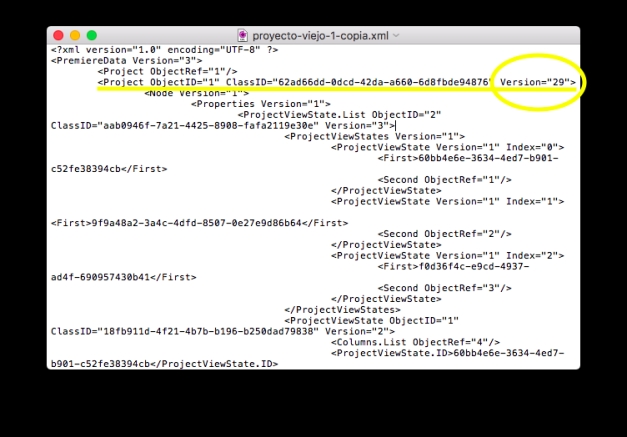 proyecto-viejo-1-copia.xml
<?xml version="1.0" encoding="UTF-8" ?>
<PremiereData Version="3">
<Project ObjectRef="1"/>
<Project ObjectID="1" ClassID="62ad66dd-0dcd-42da-a660-6d8fbde94876" Version="29">
<Node Version="1">
<Properties Version="1">
<ProjectViewState.List ObjectID="2"
ClassID="aab0946f-7a21-4425-8908-fafa2119e30e" Version="3">
<ProjectViewStates Version="1">
<ProjectViewState Version="1" Index="0">
<First>60bb4e6e-3634-4ed7-b901-
c52fe38394cb</First>
<Second ObjectRef="1"/>
</ProjectViewState>
<ProjectViewState Version="1" Index="1">
<First>9f9a48a2-3a4c-4dfd-8507-0e27e9d86b64</First>
<Second ObjectRef="2"/>
</ProjectViewState>
<ProjectViewState Version="1" Index="2">
<First>f0d36f4c-e9cd-4937-
ad4f-690957430b41</First>
<Second ObjectRef="3"/>
</ProjectViewState>
</ProjectViewStates>
<ProjectViewState ObjectID="1"
ClassID="18fb911d-4f21-4b7b-b196-b250dad79838" Version="2">
<Columns.List ObjectRef="4"/>
<ProjectViewState.ID>60bb4e6e-3634-4ed7-
b901-c52fe38394cb</ProjectViewState.ID>